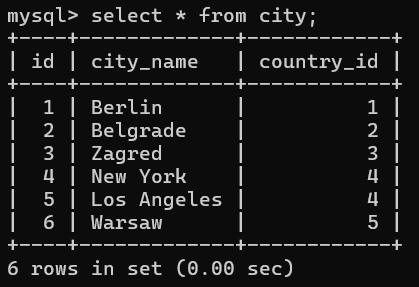 mysql> select * from city;
+----+-------------+------------+
| id | city_name   | country_id |
+----+-------------+------------+
|  1 | Berlin      |          1 |
|  2 | Belgrade    |          2 |
|  3 | Zagred      |          3 |
|  4 | New York    |          4 |
|  5 | Los Angeles |          4 |
|  6 | Warsaw      |          5 |
+----+-------------+------------+
6 rows in set (0.00 sec)